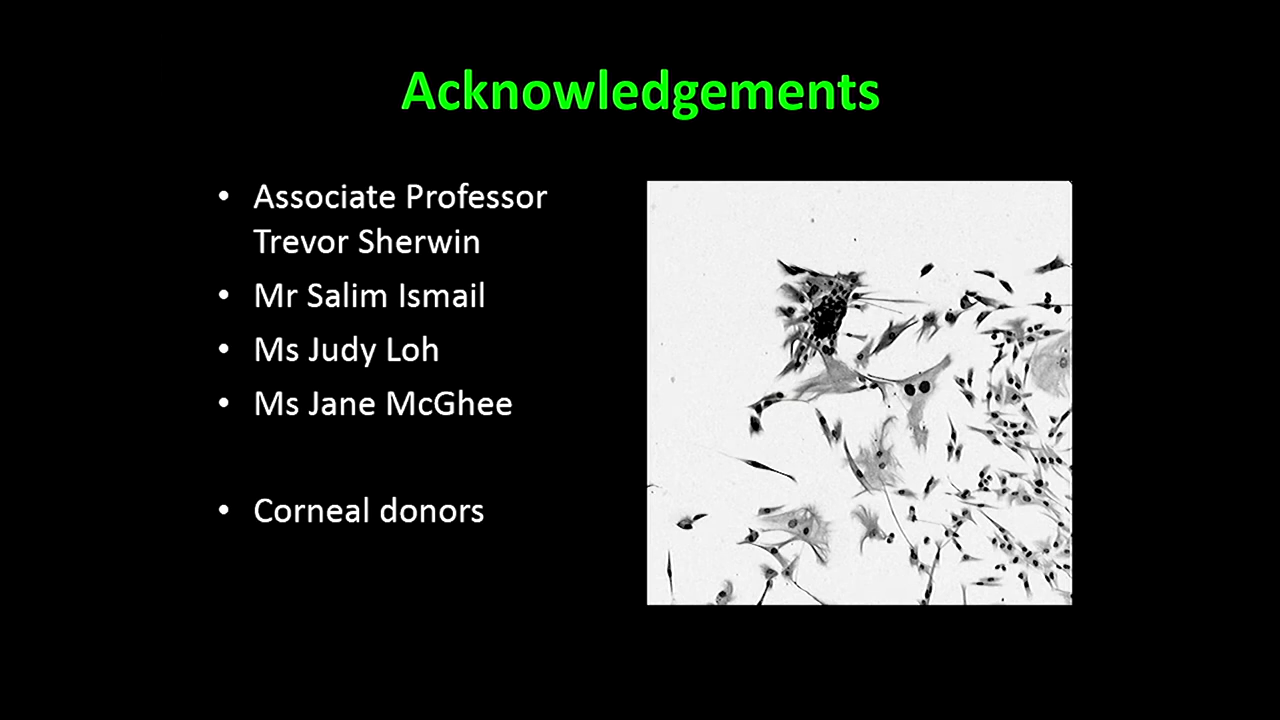 Acknowledgements
• Associate Professor
Trevor Sherwin
• Mr Salim Ismail
• Ms Judy Loh
• Ms Jane McGhee
• Corneal donors